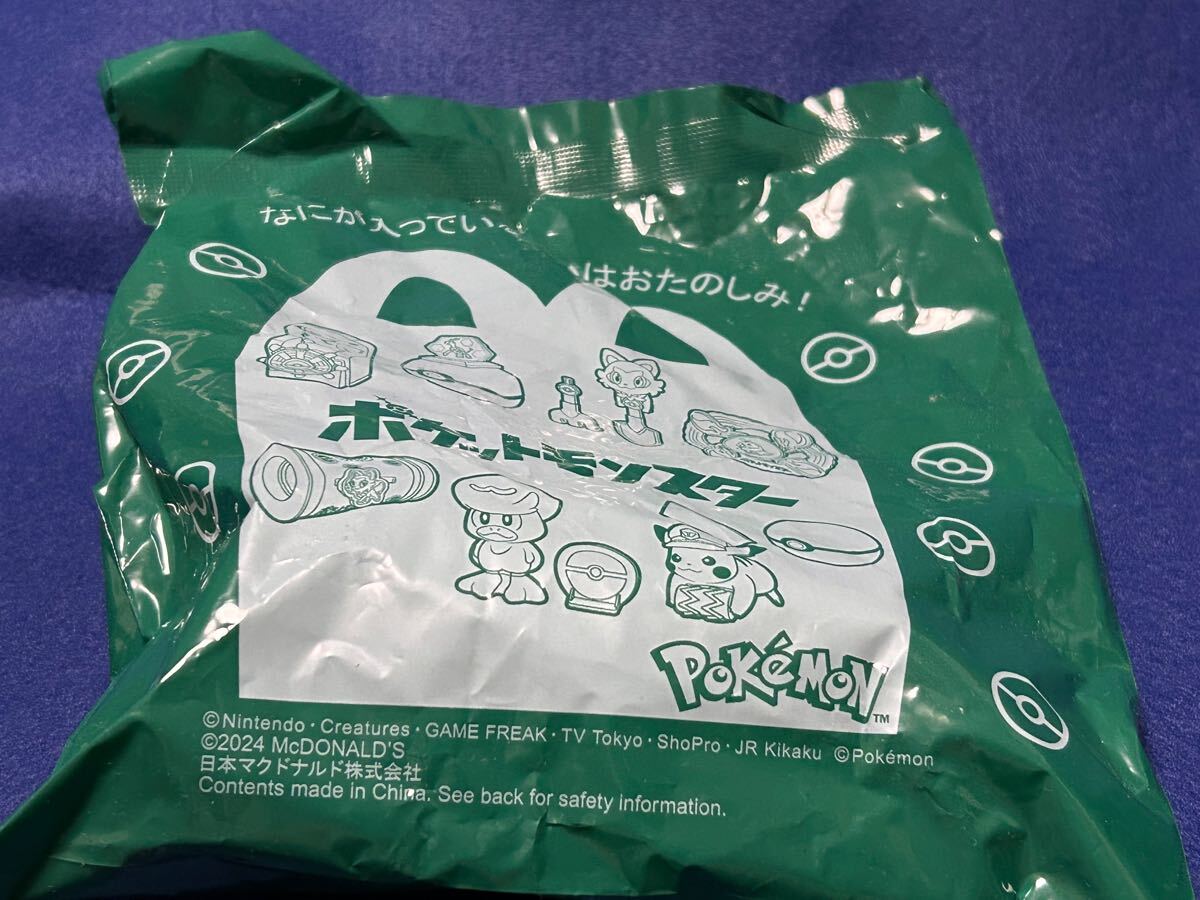 なにが入ってい
はおたのしみ!
ポケットモンスター
POKéMON™
©Nintendo・Creatures・GAME FREAK・TV Tokyo・ShoPro・JR Kikaku ©Pokémon
©2024 McDONALD'S
日本マクドナルド株式会社
Contents made in China. See back for safety information.